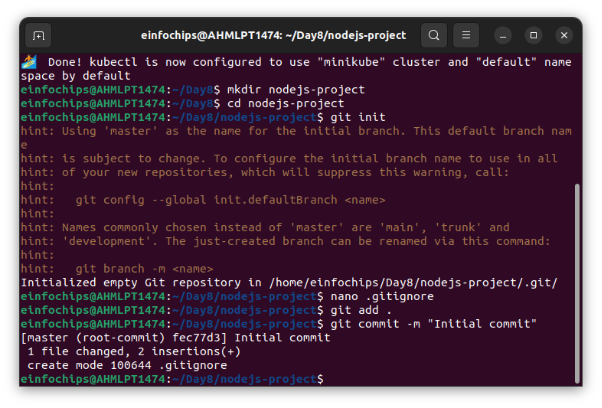 einfochips@AHMLPT1474: ~/Day8/nodejs-project
Done! kubectl is now configured to use "minikube" cluster and "default" name
space by default
einfochips@AHMLPT1474:~/Day8$ mkdir nodejs-project
einfochips@AHMLPT1474:~/Day8$ cd nodejs-project
einfochips@AHMLPT1474:~/Day8/nodejs-project$ git init
hint: Using 'master' as the name for the initial branch. This default branch nam
e
hint: is subject to change. To configure the initial branch name to use in all
hint: of your new repositories, which will suppress this warning, call:
hint:
hint:   git config --global init.defaultBranch <name>
hint:
hint: Names commonly chosen instead of 'master' are 'main', 'trunk' and
hint: 'development'. The just-created branch can be renamed via this command:
hint:
hint:   git branch -m <name>
Initialized empty Git repository in /home/einfochips/Day8/nodejs-project/.git/
einfochips@AHMLPT1474:~/Day8/nodejs-project$ nano .gitignore
einfochips@AHMLPT1474:~/Day8/nodejs-project$ git add .
einfochips@AHMLPT1474:~/Day8/nodejs-project$ git commit -m "Initial commit"
[master (root-commit) fec77d3] Initial commit
 1 file changed, 2 insertions(+)
 create mode 100644 .gitignore
einfochips@AHMLPT1474:~/Day8/nodejs-project$